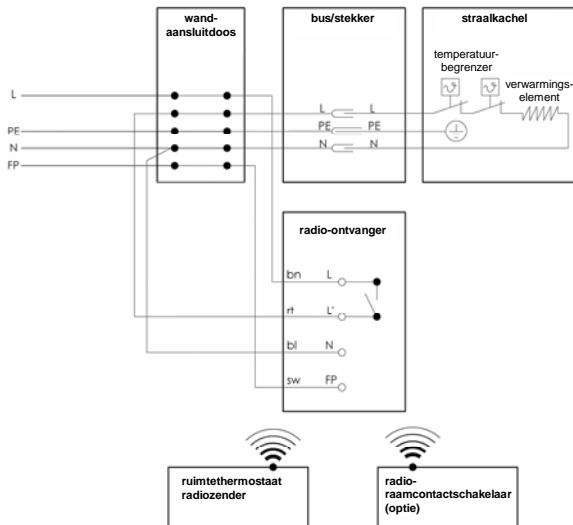 wand-
aansluitdoos
bus/stekker
straalkachel
temperatuur-
begrenzer
verwarmings-
element
L
PE
N
FP
L L
PE PE
N N
radio-ontvanger
bn L
rt L'
bl N
sw FP
ruimtethermostaat
radiozender
radio-
raamcontactschakelaar
(optie)